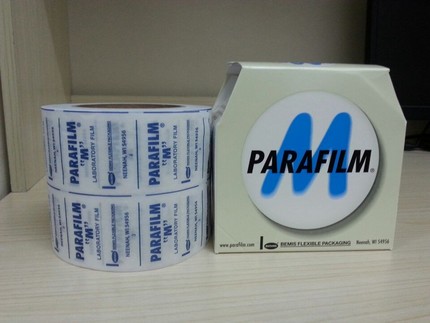 PARAFILM
"M"
LABORATORY FILM
NEENAH, WI 54956
PARAFILM®
"M"
LABORATORY FILM
PARAFILM
"M"
LABORATORY FILM
NEENAH, WI 54956
PARAFILM®
"M"
LABORATORY FILM
M
PARAFILM®
www.parafilm.com BEMIS FLEXIBLE PACKAGING Neenah, WI 54956